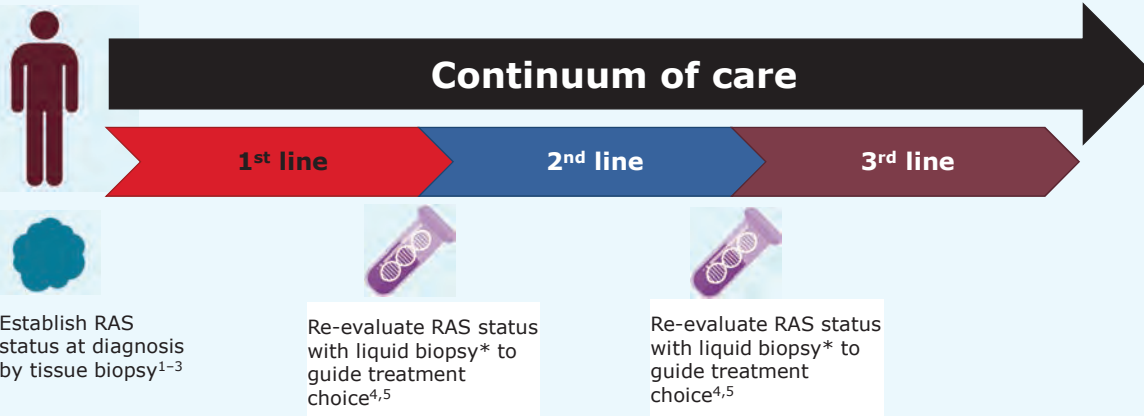 Continuum of care
1st line
2nd line
3rd line
Establish RAS
status at diagnosis
by tissue biopsy1–3
Re-evaluate RAS status
with liquid biopsy* to
guide treatment
choice4,5
Re-evaluate RAS status
with liquid biopsy* to
guide treatment
choice4,5